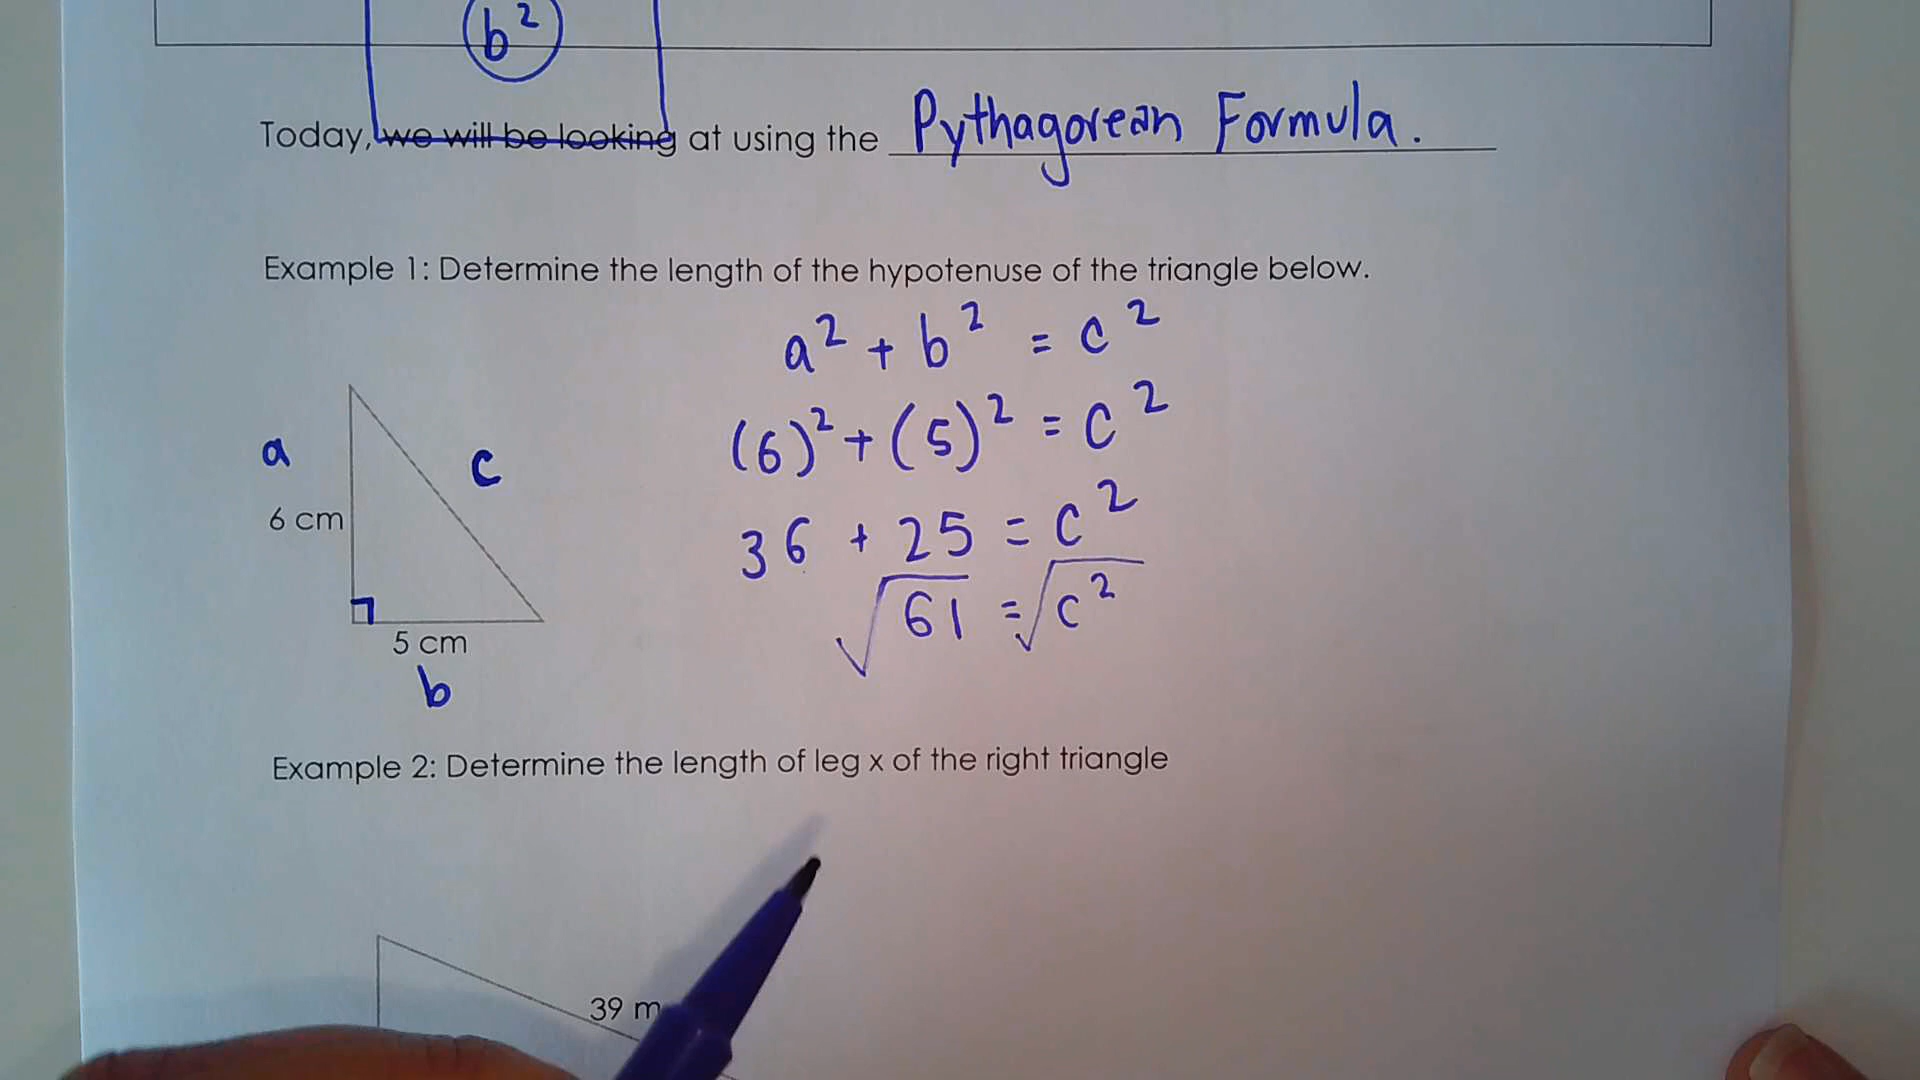 b²
Today, we will be looking at using the Pythagorean Formula.
Example 1: Determine the length of the hypotenuse of the triangle below.
a² + b² = c²
(6)² + (5)² = c²
a
c
6 cm
36 + 25 = c²
√61 = √c²
5 cm
b
Example 2: Determine the length of leg x of the right triangle
39 m